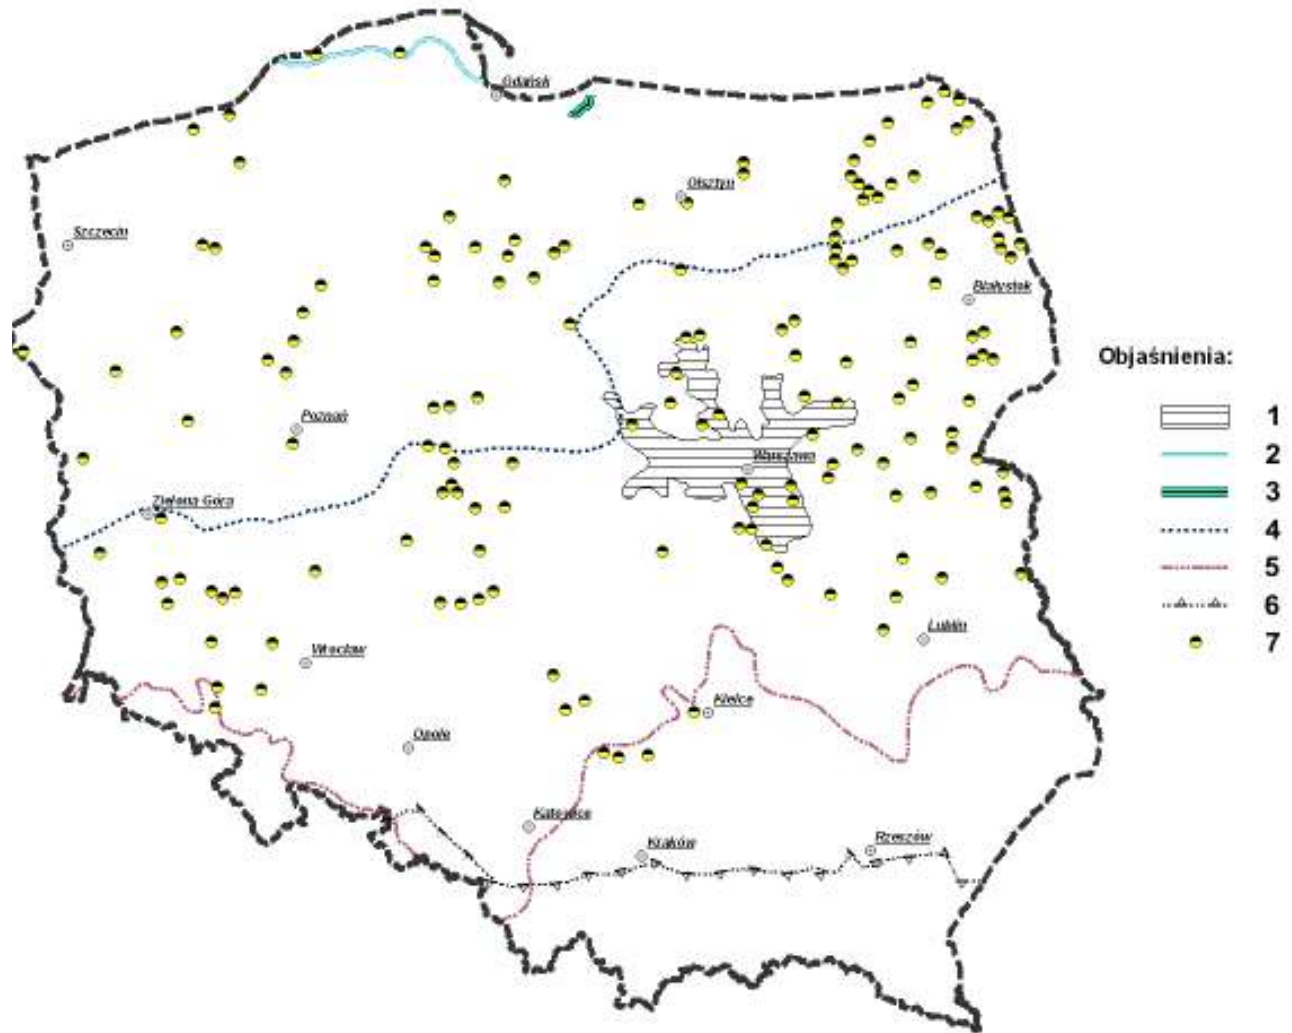 Gdańsk
Olsztyn
Szczecin
Białystok
Objaśnienia:
1
Poznań
2
Warszawa
3
Zielona Góra
4
5
6
Lublin
7
Wrocław
Kielce
Opole
Katowice
Kraków
Rzeszów